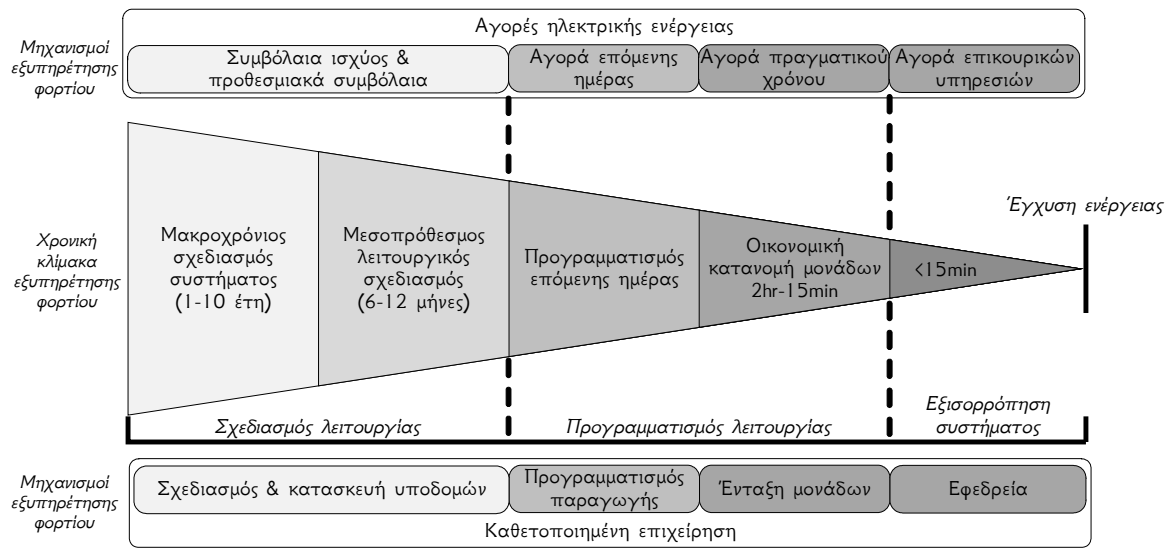 Αγορές ηλεκτρικής ενέργειας
Μηχανισμοί
εξυπηρέτησης
φορτίου
Συμβόλαια ισχύος &
προθεσμιακά συμβόλαια
Αγορά επόμενης
ημέρας
Αγορά πραγματικού
χρόνου
Αγορά επικουρικών
υπηρεσιών
Έγχυση ενέργειας
Χρονική
κλίμακα
εξυπηρέτησης
φορτίου
Μακροχρόνιος
σχεδιασμός
συστήματος
(1-10 έτη)
Μεσοπρόθεσμος
λειτουργικός
σχεδιασμός
(6-12 μήνες)
Προγραμματισμός
επόμενης ημέρας
Οικονομική
κατανομή μονάδων
2hr-15min
<15min
Σχεδιασμός λειτουργίας
Προγραμματισμός λειτουργίας
Εξισορρόπηση
συστήματος
Μηχανισμοί
εξυπηρέτησης
φορτίου
Σχεδιασμός & κατασκευή υποδομών
Προγραμματισμός
παραγωγής
Ένταξη μονάδων
Εφεδρεία
Καθετοποιημένη επιχείρηση